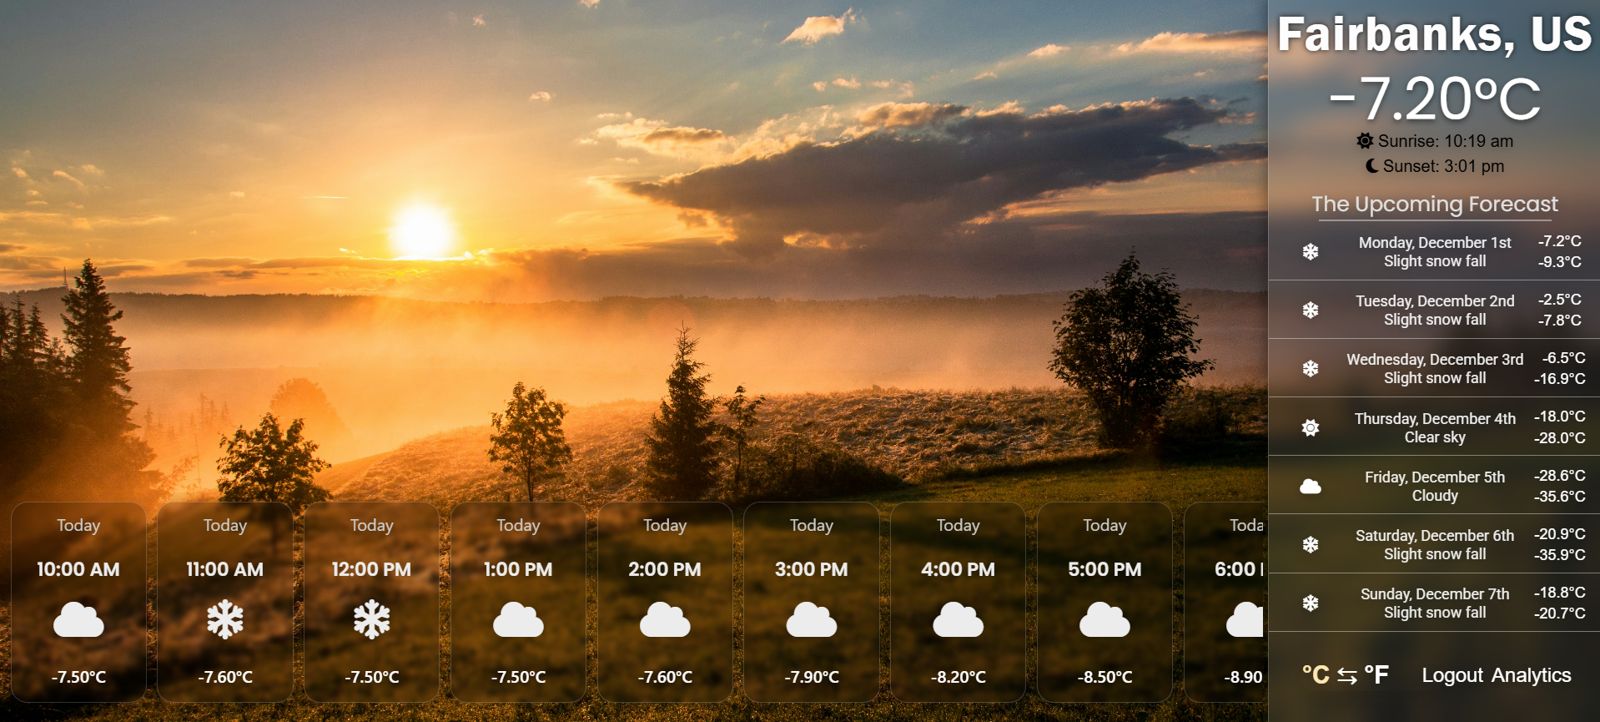 Fairbanks, US
-7.20°C
Sunrise: 10:19 am
Sunset: 3:01 pm
The Upcoming Forecast
Monday, December 1st
Slight snow fall
-7.2°C
-9.3°C
Tuesday, December 2nd
Slight snow fall
-2.5°C
-7.8°C
Wednesday, December 3rd
Slight snow fall
-6.5°C
-16.9°C
Thursday, December 4th
Clear sky
-18.0°C
-28.0°C
Friday, December 5th
Cloudy
-28.6°C
-35.6°C
Saturday, December 6th
Slight snow fall
-20.9°C
-35.9°C
Sunday, December 7th
Slight snow fall
-18.8°C
-20.7°C
°C ⇆ °F Logout Analytics
Today
10:00 AM
-7.50°C
Today
11:00 AM
-7.60°C
Today
12:00 PM
-7.50°C
Today
1:00 PM
-7.50°C
Today
2:00 PM
-7.60°C
Today
3:00 PM
-7.90°C
Today
4:00 PM
-8.20°C
Today
5:00 PM
-8.50°C
Toda
6:00
-8.90